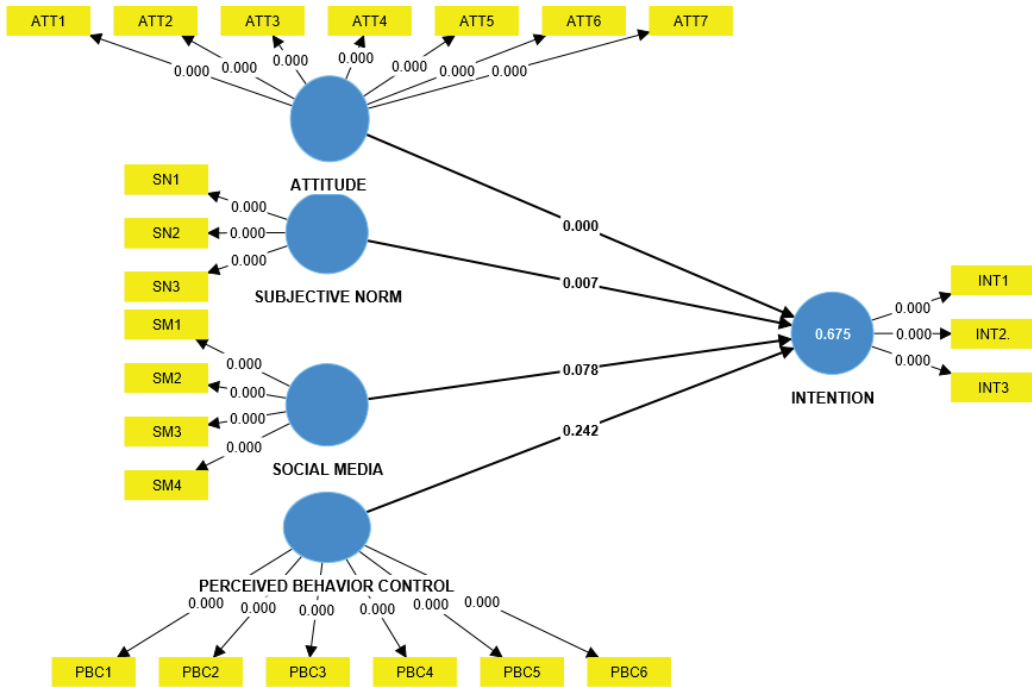 ATT1 ATT2 ATT3 ATT4 ATT5 ATT6 ATT7
0.000 0.000 0.000 0.000 0.000 0.000 0.000
ATTITUDE
SN1
0.000
SN2
0.000
SN3
0.000
SUBJECTIVE NORM
SM1
0.000
SM2
0.000
SM3
0.000
SM4
0.000
SOCIAL MEDIA
PERCEIVED BEHAVIOR CONTROL
0.000 0.000 0.000 0.000 0.000 0.000
PBC1 PBC2 PBC3 PBC4 PBC5 PBC6
0.000
0.007
0.078
0.242
0.675
INTENTION
0.000
INT1
0.000
INT2.
0.000
INT3